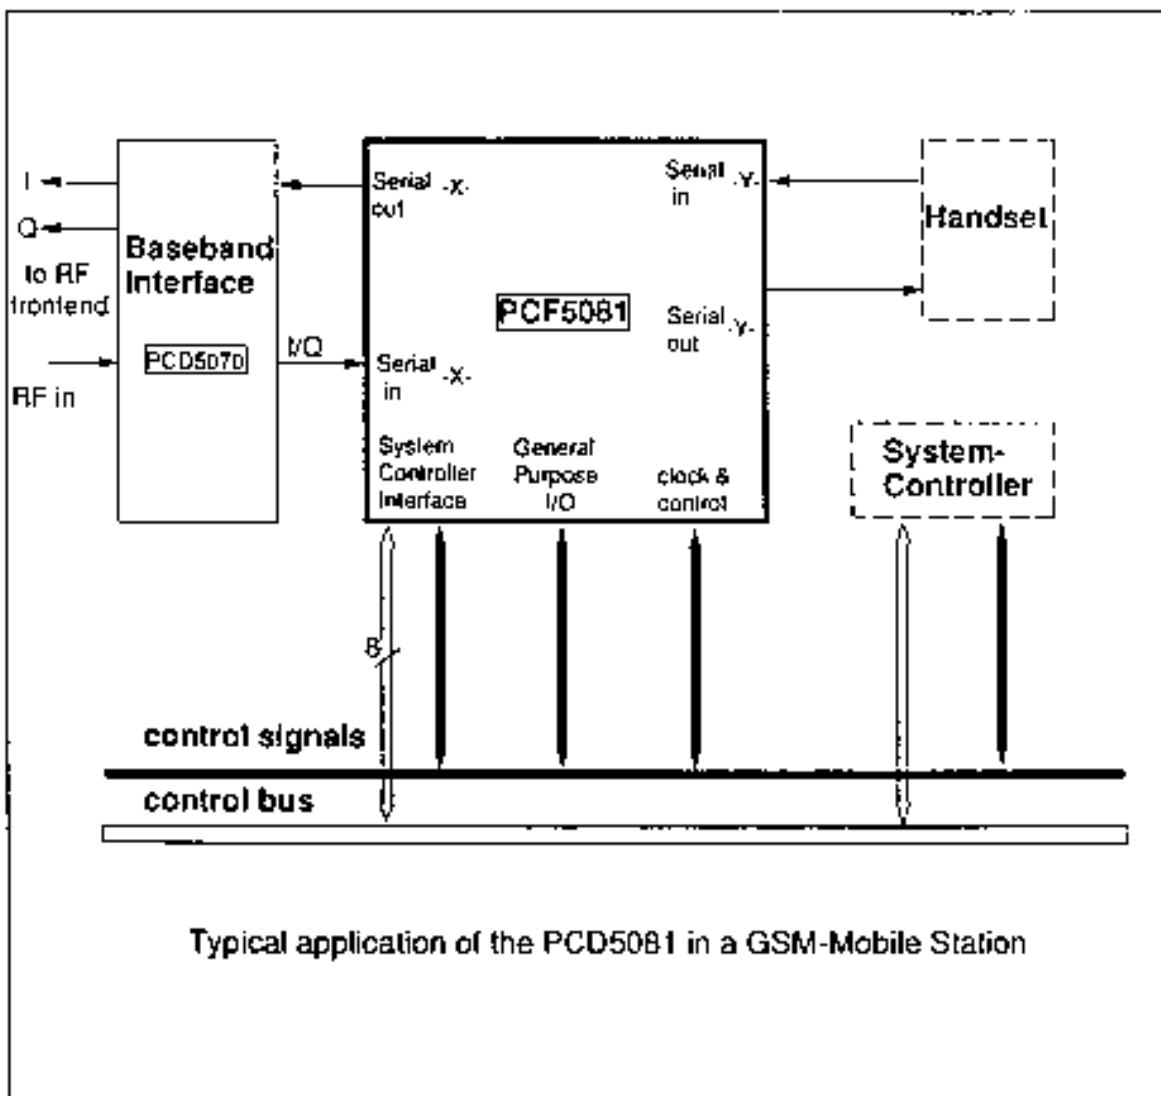 I
Q
to RF
frontend
RF in
Baseband
Interface
PCD5070
I/Q
Serial -X-
out
Serial -X-
in
PCF5081
Serial -Y-
in
Serial -Y-
out
System
Controller
Interface
General
Purpose
I/O
clock &
control
Handset
System-
Controller
8
control signals
control bus
Typical application of the PCD5081 in a GSM-Mobile Station